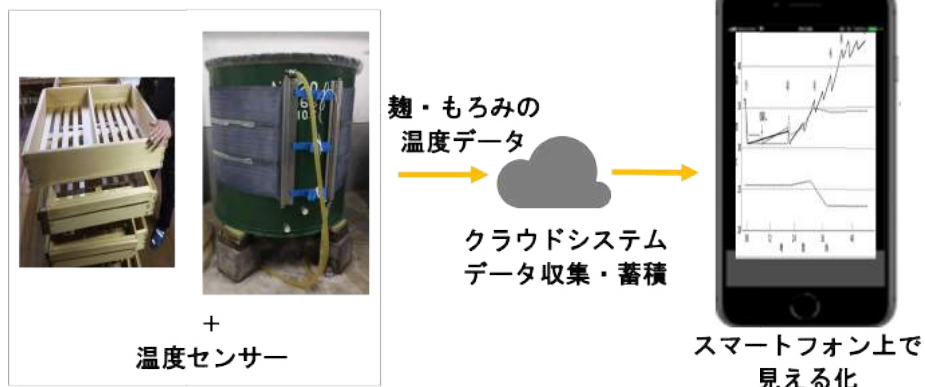 麹・もろみの
温度データ
クラウドシステム
データ収集・蓄積
+
温度センサー
スマートフォン上で
見える化